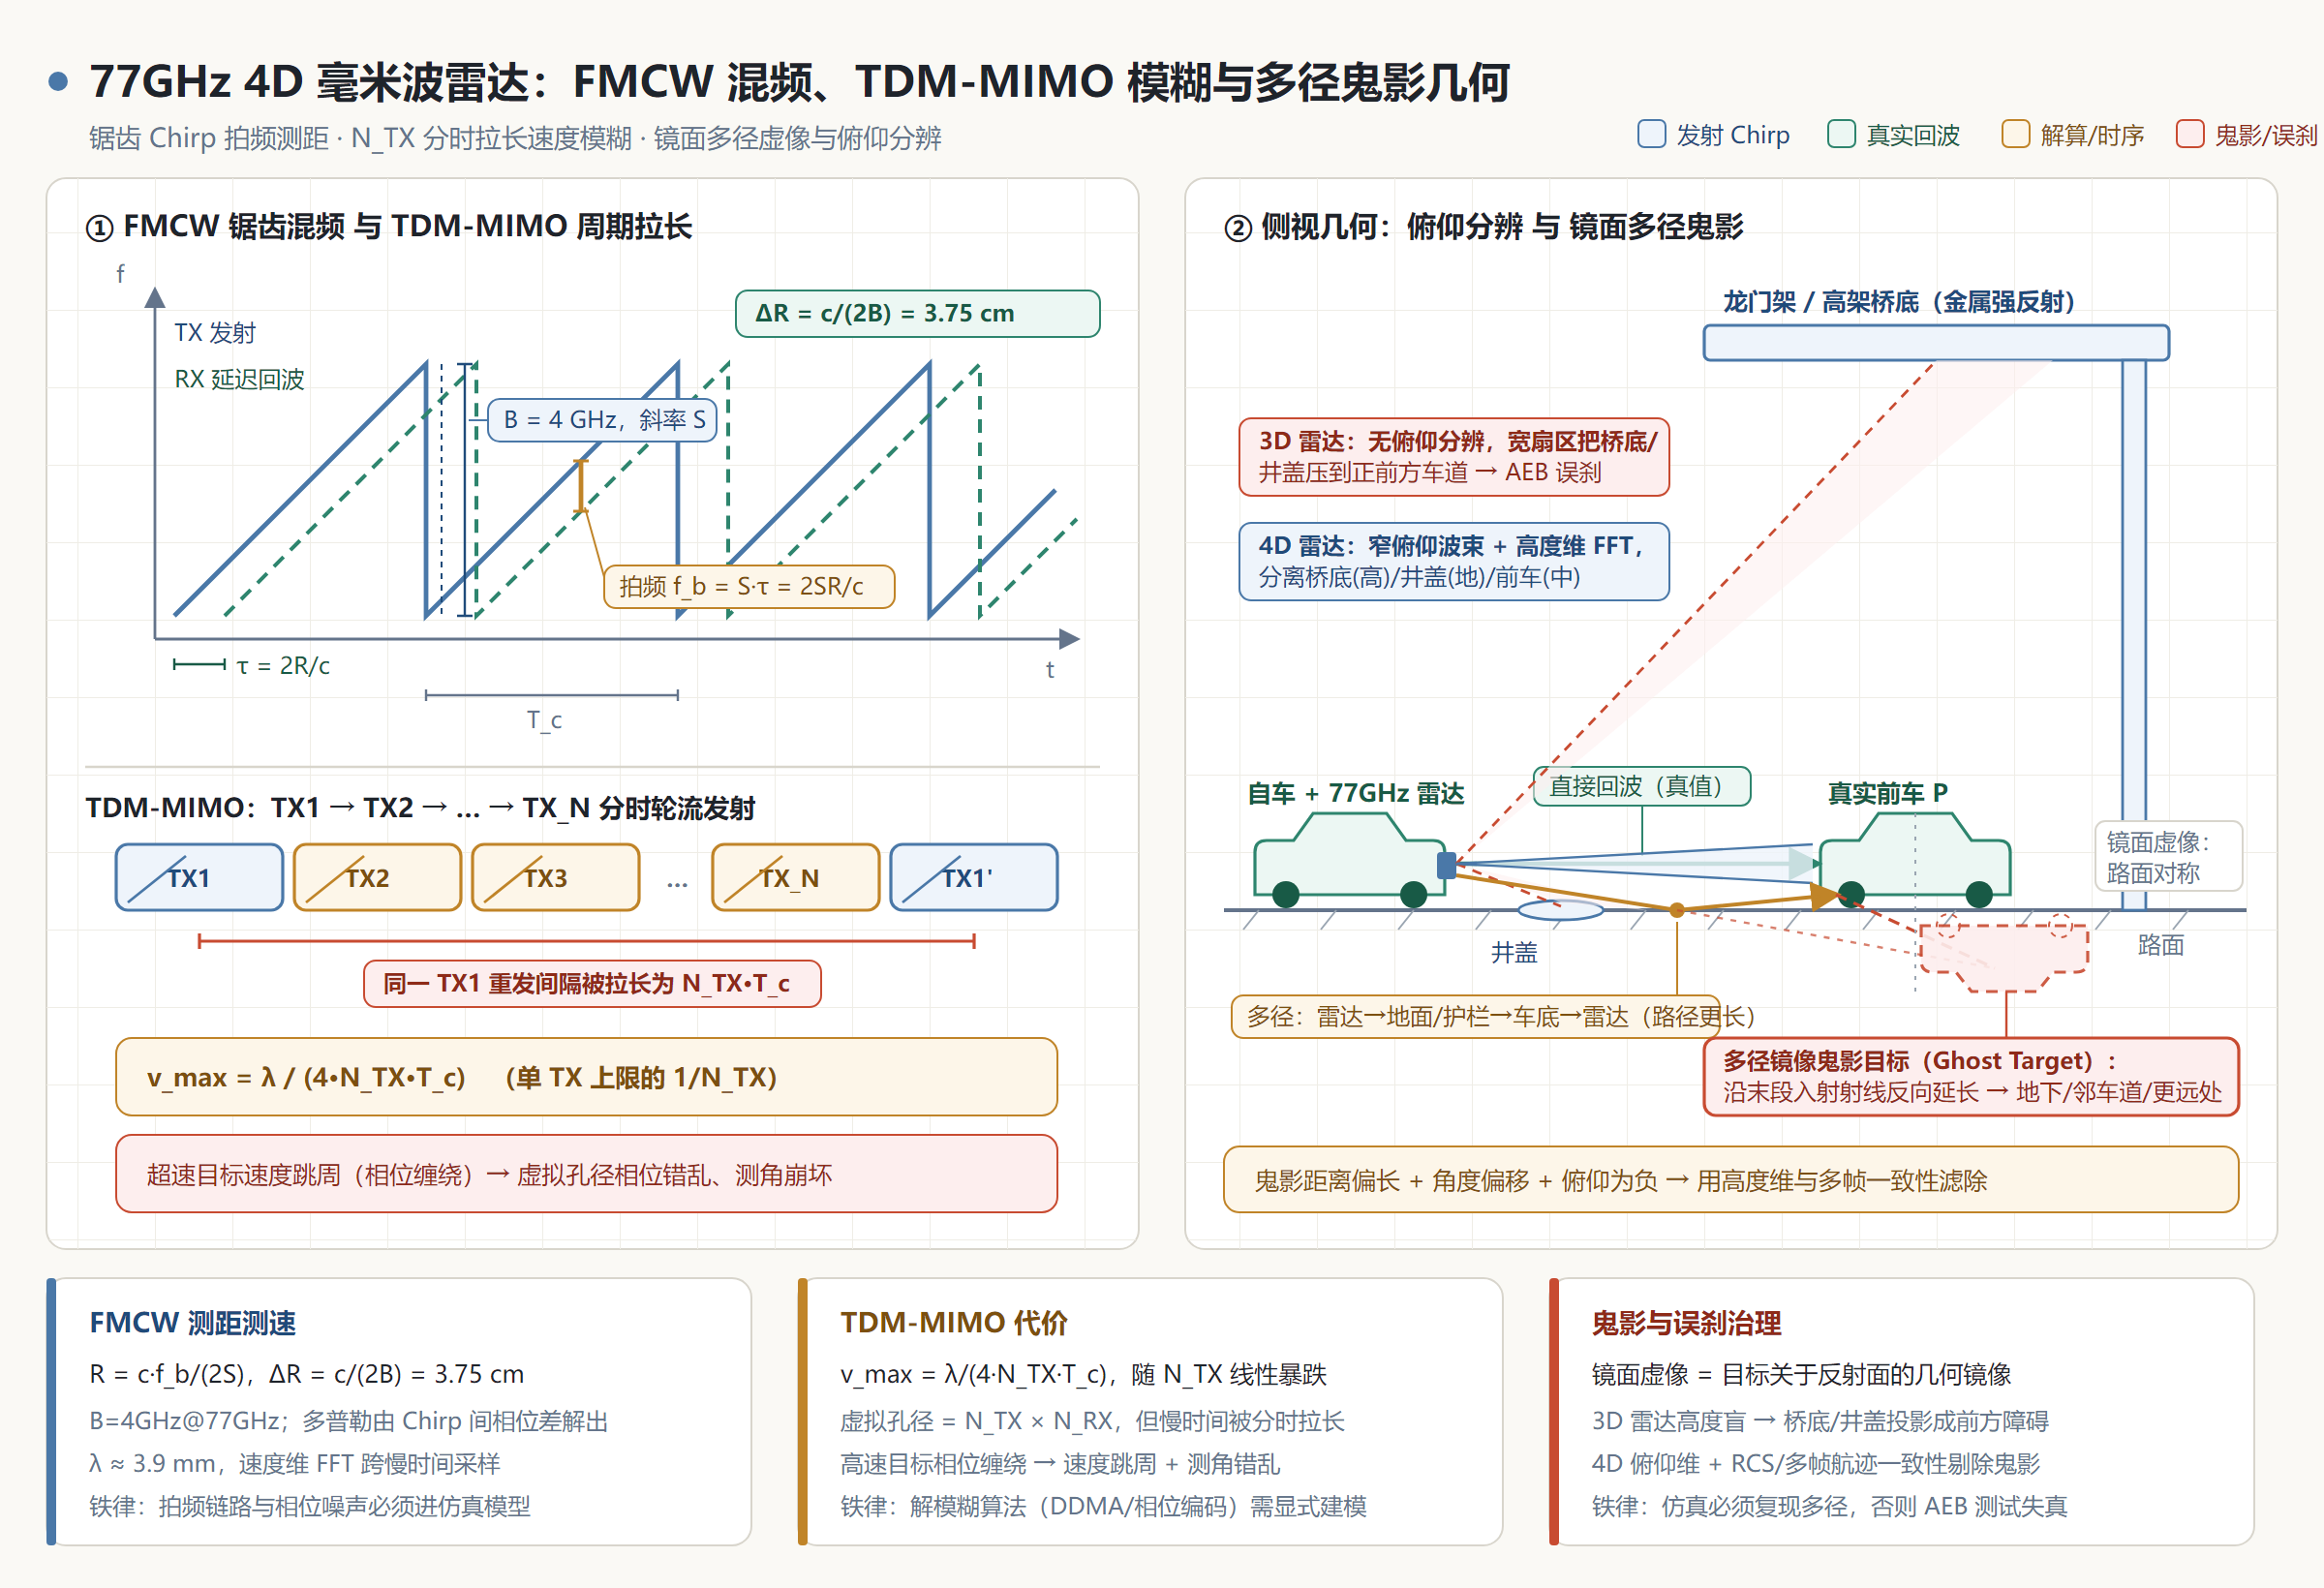 77GHz 4D 毫米波雷达：FMCW 混频、TDM-MIMO 模糊与多径鬼影几何
锯齿 Chirp 拍频测距 · N_TX 分时拉长速度模糊 · 镜面多径虚像与俯仰分辨
发射 Chirp
真实回波
解算/时序
鬼影/误刹
① FMCW 锯齿混频 与 TDM-MIMO 周期拉长
f
TX 发射
RX 延迟回波
ΔR = c/(2B) = 3.75 cm
B = 4 GHz，斜率 S
拍频 f_b = S·τ = 2SR/c
τ = 2R/c
t
T_c
TDM-MIMO：TX1 → TX2 → … → TX_N 分时轮流发射
TX1
TX2
TX3
…
TX_N
TX1'
同一 TX1 重发间隔被拉长为 N_TX•T_c
v_max = λ / (4•N_TX•T_c) （单 TX 上限的 1/N_TX）
超速目标速度跳周（相位缠绕）→ 虚拟孔径相位错乱、测角崩坏
② 侧视几何：俯仰分辨 与 镜面多径鬼影
龙门架 / 高架桥底（金属强反射）
3D 雷达：无俯仰分辨，宽扇区把桥底/
井盖压到正前方车道 → AEB 误刹
4D 雷达：窄俯仰波束 + 高度维 FFT，
分离桥底(高)/井盖(地)/前车(中)
自车 + 77GHz 雷达
直接回波（真值）
真实前车 P
镜面虚像：
路面对称
井盖
路面
多径：雷达→地面/护栏→车底→雷达（路径更长）
多径镜像鬼影目标（Ghost Target）：
沿末段入射射线反向延长 → 地下/邻车道/更远处
鬼影距离偏长 + 角度偏移 + 俯仰为负 → 用高度维与多帧一致性滤除
FMCW 测距测速
R = c·f_b/(2S)，ΔR = c/(2B) = 3.75 cm
B=4GHz@77GHz；多普勒由 Chirp 间相位差解出
λ ≈ 3.9 mm，速度维 FFT 跨慢时间采样
铁律：拍频链路与相位噪声必须进仿真模型
TDM-MIMO 代价
v_max = λ/(4·N_TX·T_c)，随 N_TX 线性暴跌
虚拟孔径 = N_TX × N_RX，但慢时间被分时拉长
高速目标相位缠绕 → 速度跳周 + 测角错乱
铁律：解模糊算法（DDMA/相位编码）需显式建模
鬼影与误刹治理
镜面虚像 = 目标关于反射面的几何镜像
3D 雷达高度盲 → 桥底/井盖投影成前方障碍
4D 俯仰维 + RCS/多帧航迹一致性剔除鬼影
铁律：仿真必须复现多径，否则 AEB 测试失真